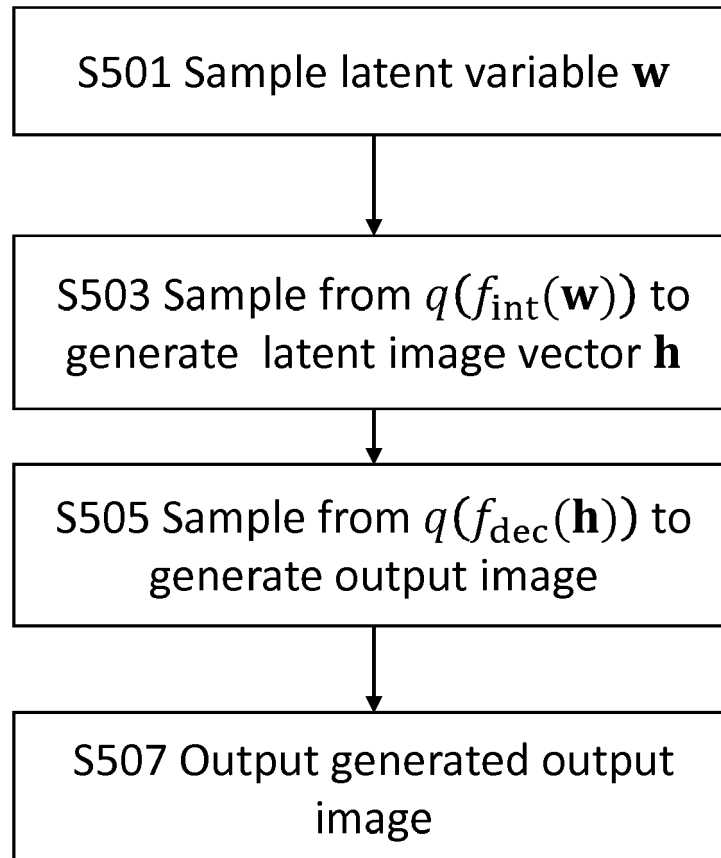 S501 Sample latent variable w
S503 Sample from q(f_int(w)) to
generate latent image vector h
S505 Sample from q(f_dec(h)) to
generate output image
S507 Output generated output
image